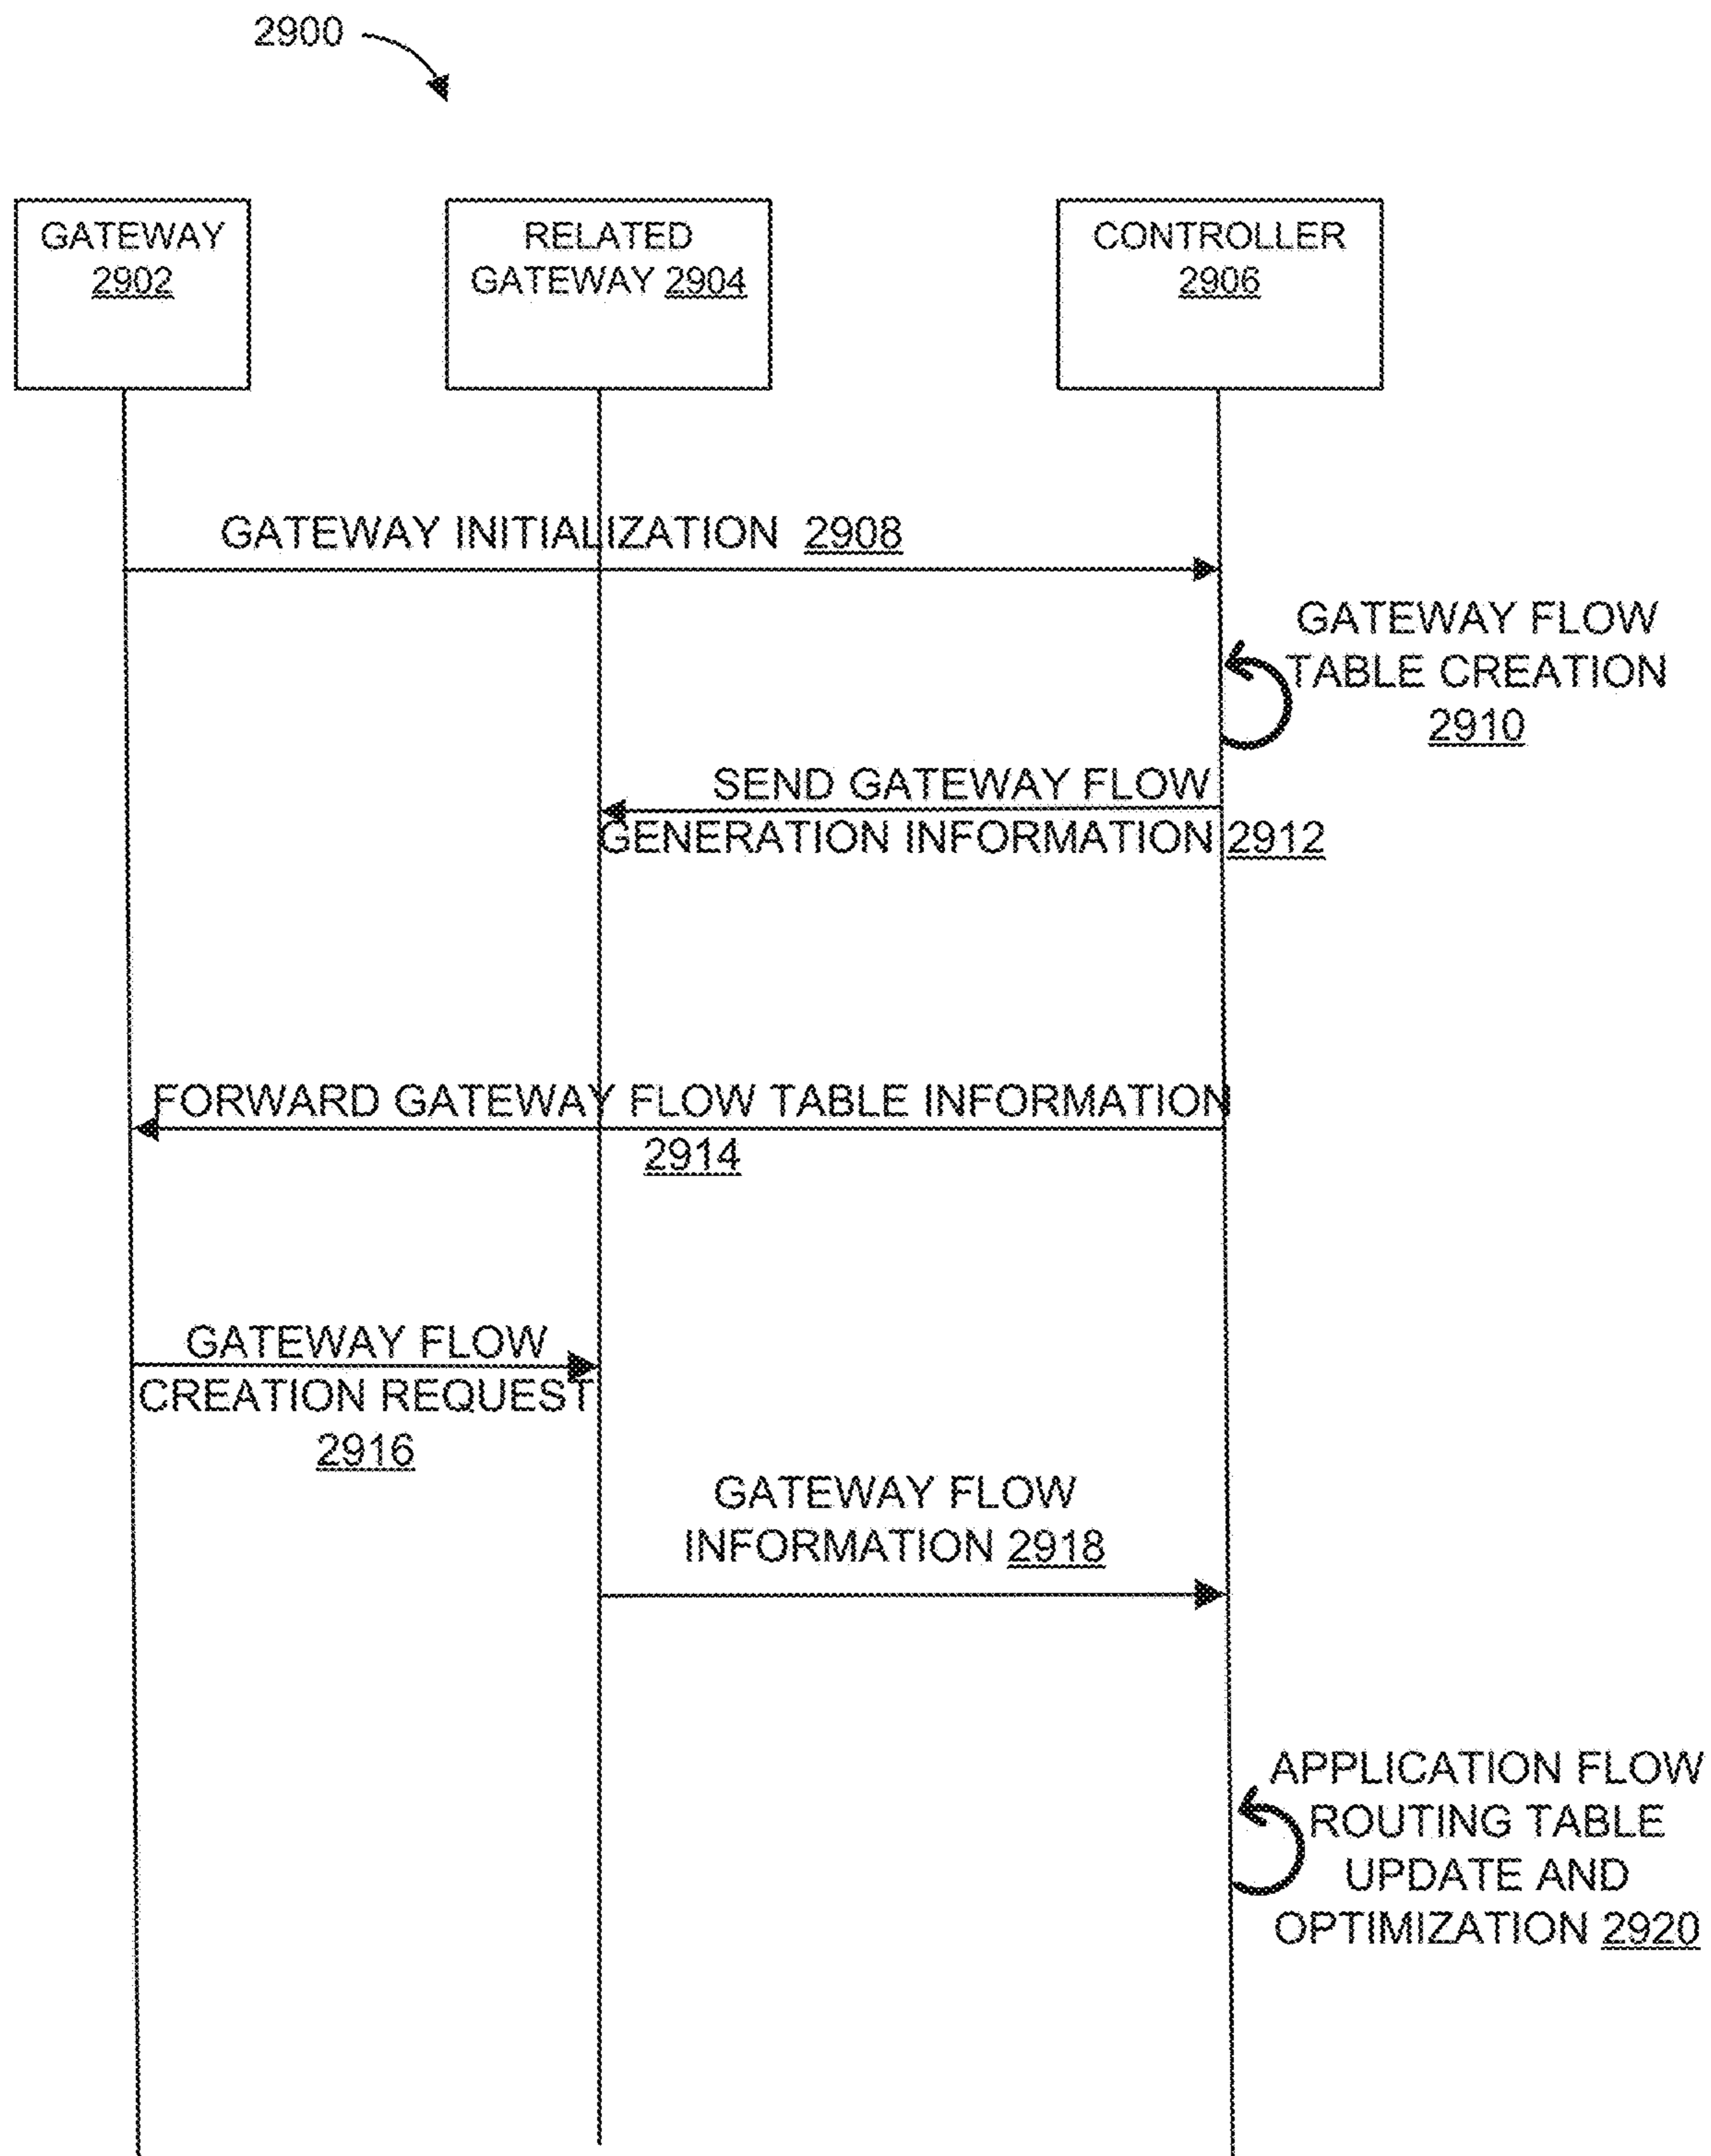 2900
GATEWAY
2902
RELATED
GATEWAY 2904
CONTROLLER
2906
GATEWAY INITIALIZATION 2908
GATEWAY FLOW
TABLE CREATION
2910
SEND GATEWAY FLOW
GENERATION INFORMATION 2912
FORWARD GATEWAY FLOW TABLE INFORMATION
2914
GATEWAY FLOW
CREATION REQUEST
2916
GATEWAY FLOW
INFORMATION 2918
APPLICATION FLOW
ROUTING TABLE
UPDATE AND
OPTIMIZATION 2920